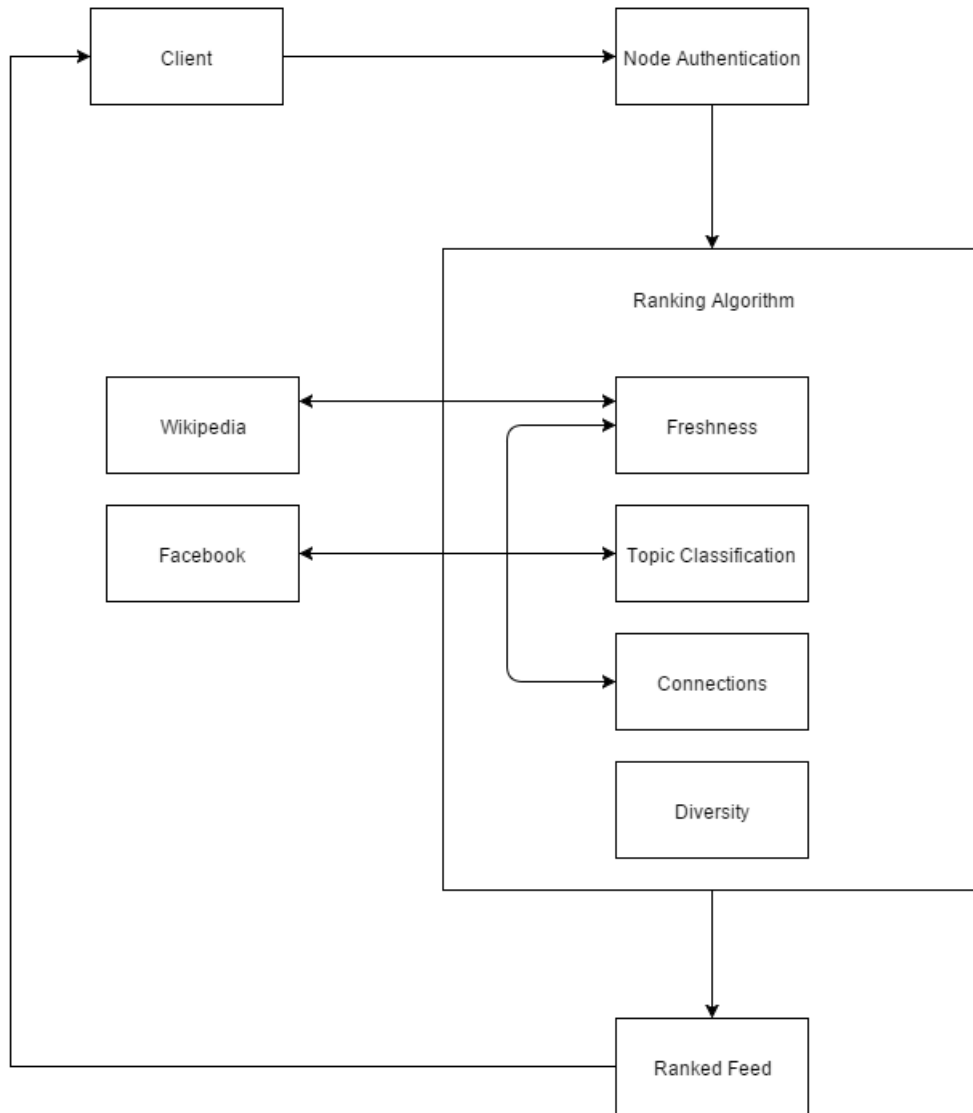 Client
Node Authentication
Ranking Algorithm
Wikipedia
Freshness
Facebook
Topic Classification
Connections
Diversity
Ranked Feed